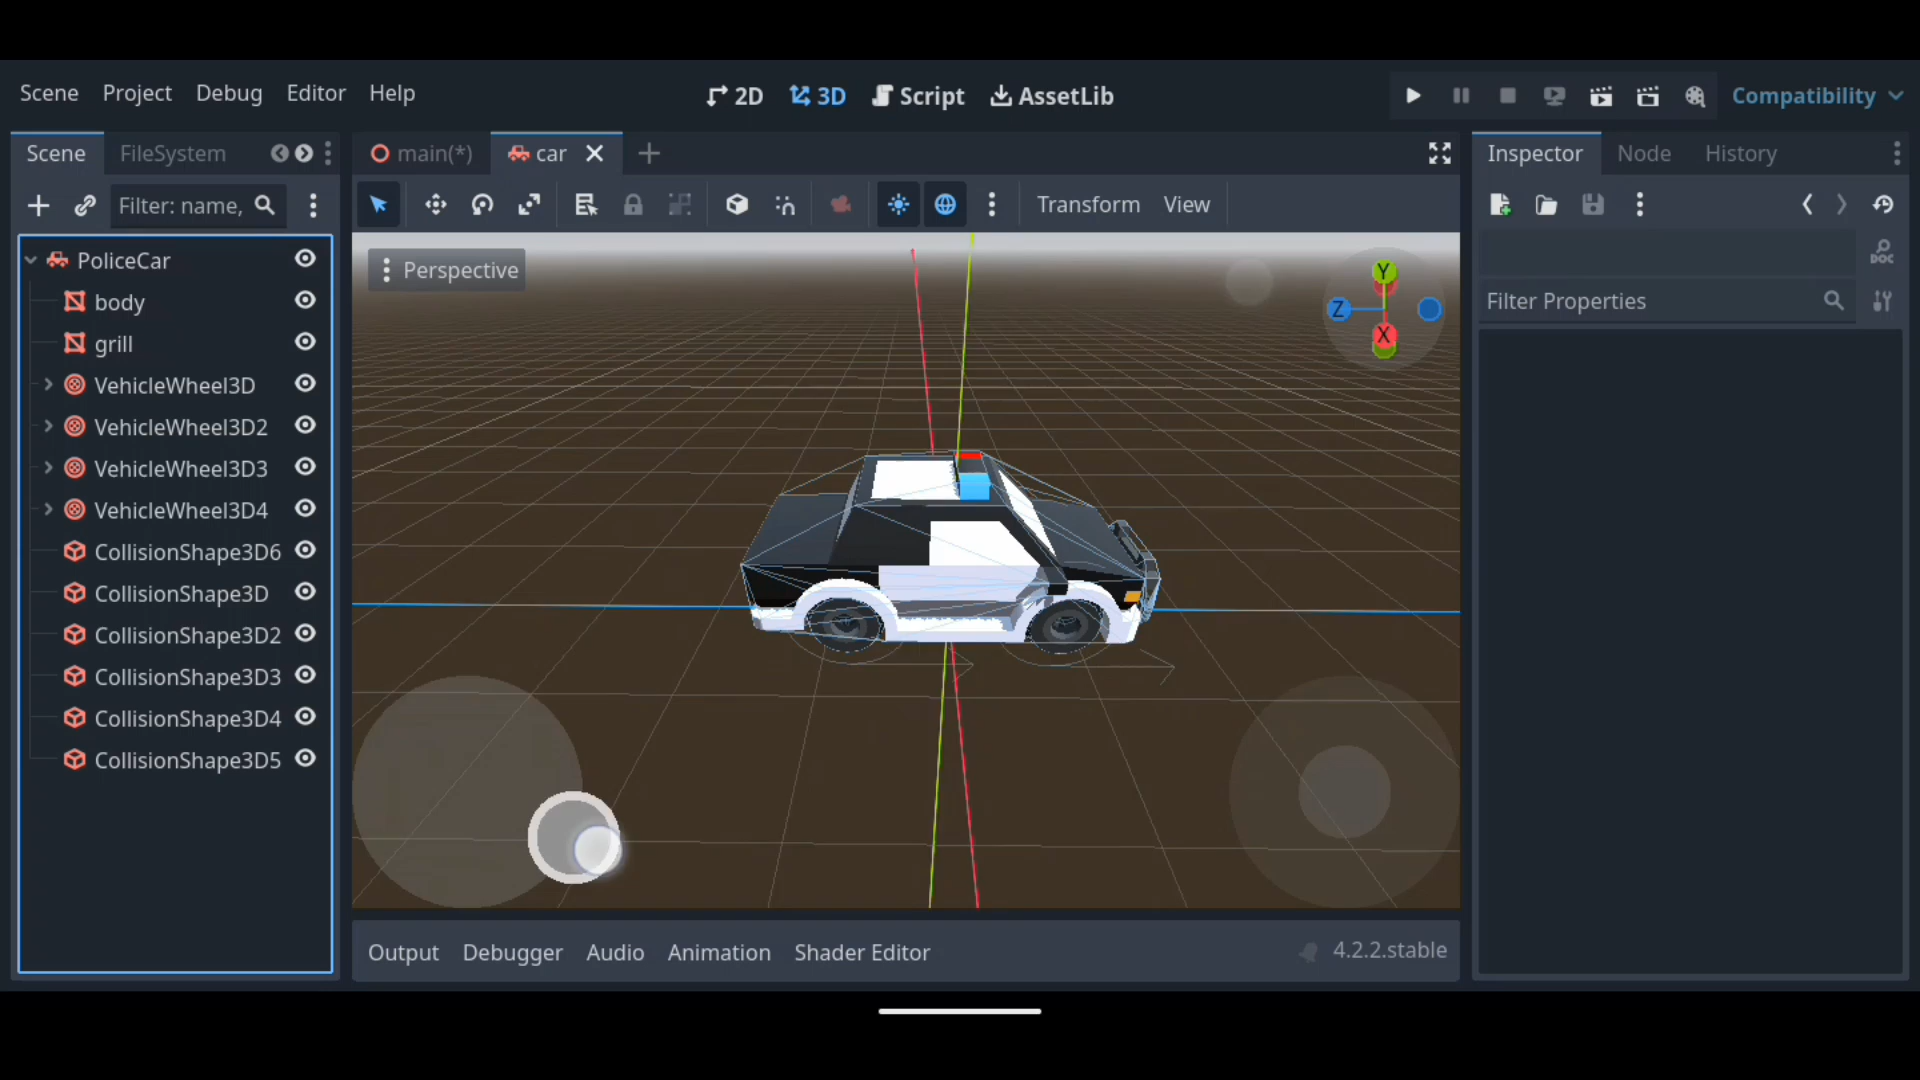 Scene Project Debug Editor Help
2D 3D Script AssetLib
Compatibility
Scene FileSystem
main(*) car
Inspector Node History
Filter: name,
Transform View
PoliceCar
body
grill
VehicleWheel3D
VehicleWheel3D2
VehicleWheel3D3
VehicleWheel3D4
CollisionShape3D6
CollisionShape3D
CollisionShape3D2
CollisionShape3D3
CollisionShape3D4
CollisionShape3D5
Perspective
Y
Z
X
DOC
Filter Properties
Output Debugger Audio Animation Shader Editor
4.2.2.stable